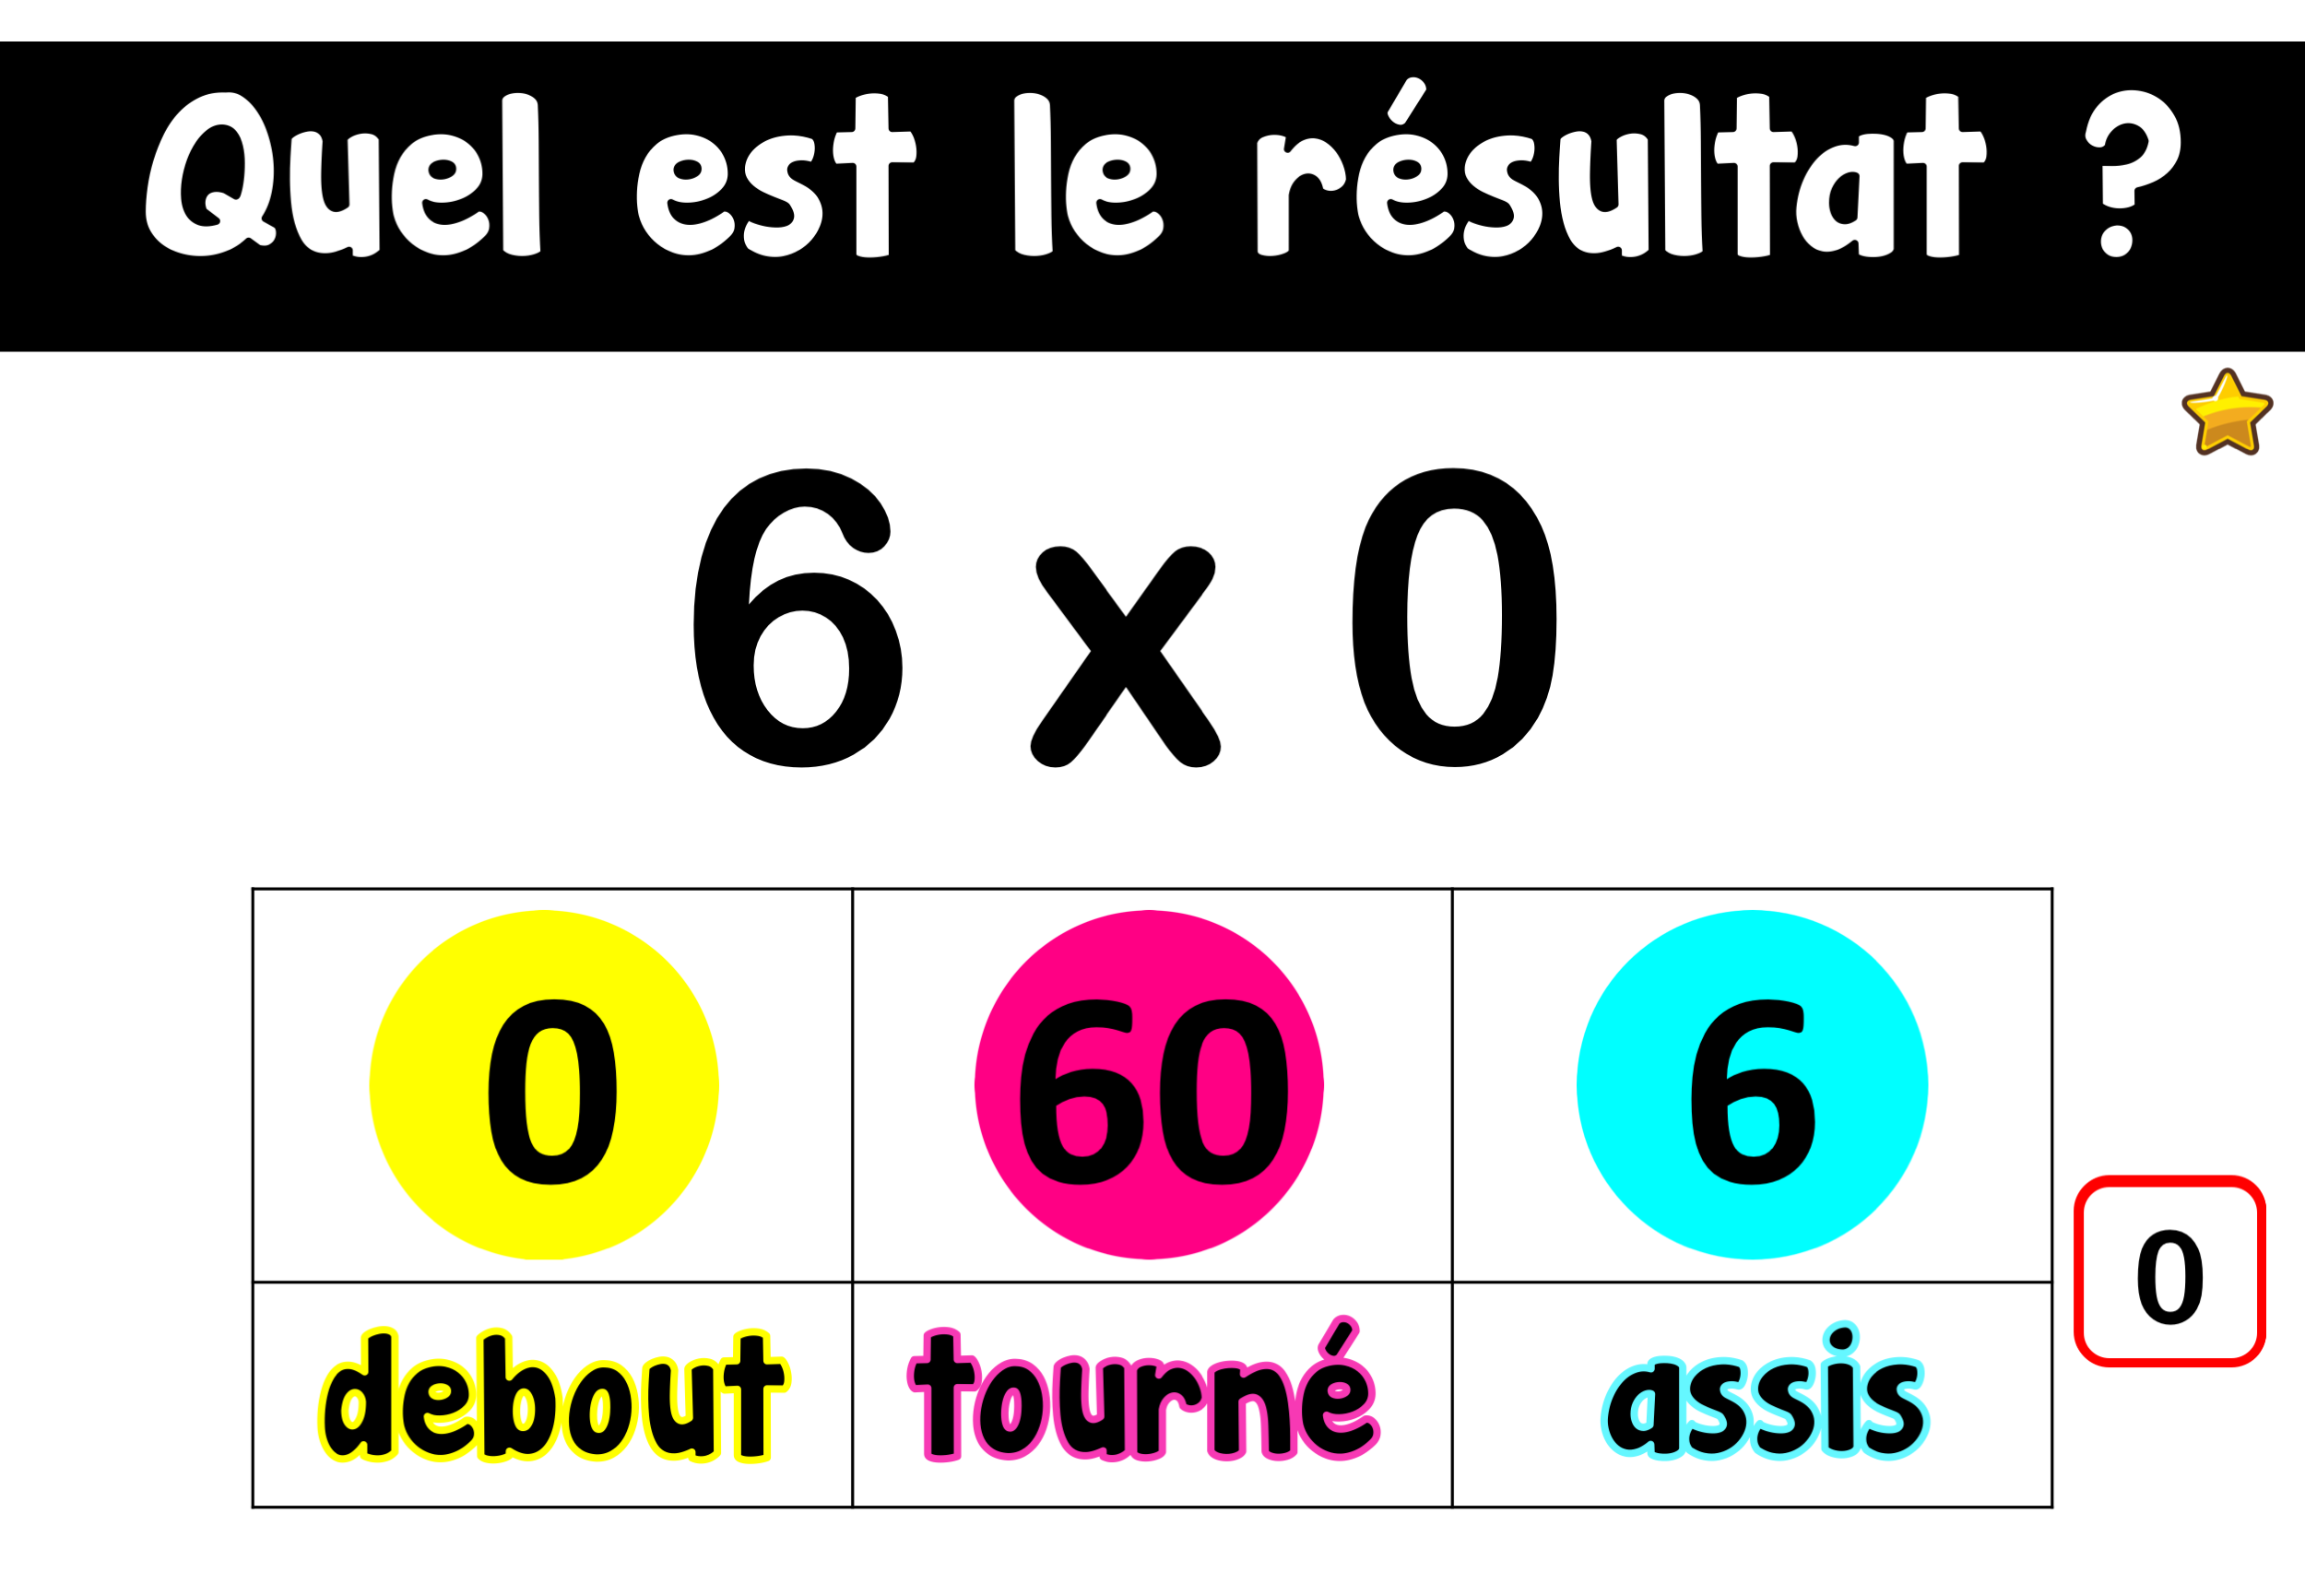 Quel est le résultat ?
6 x 0
0 60 6
0
debout tourné assis